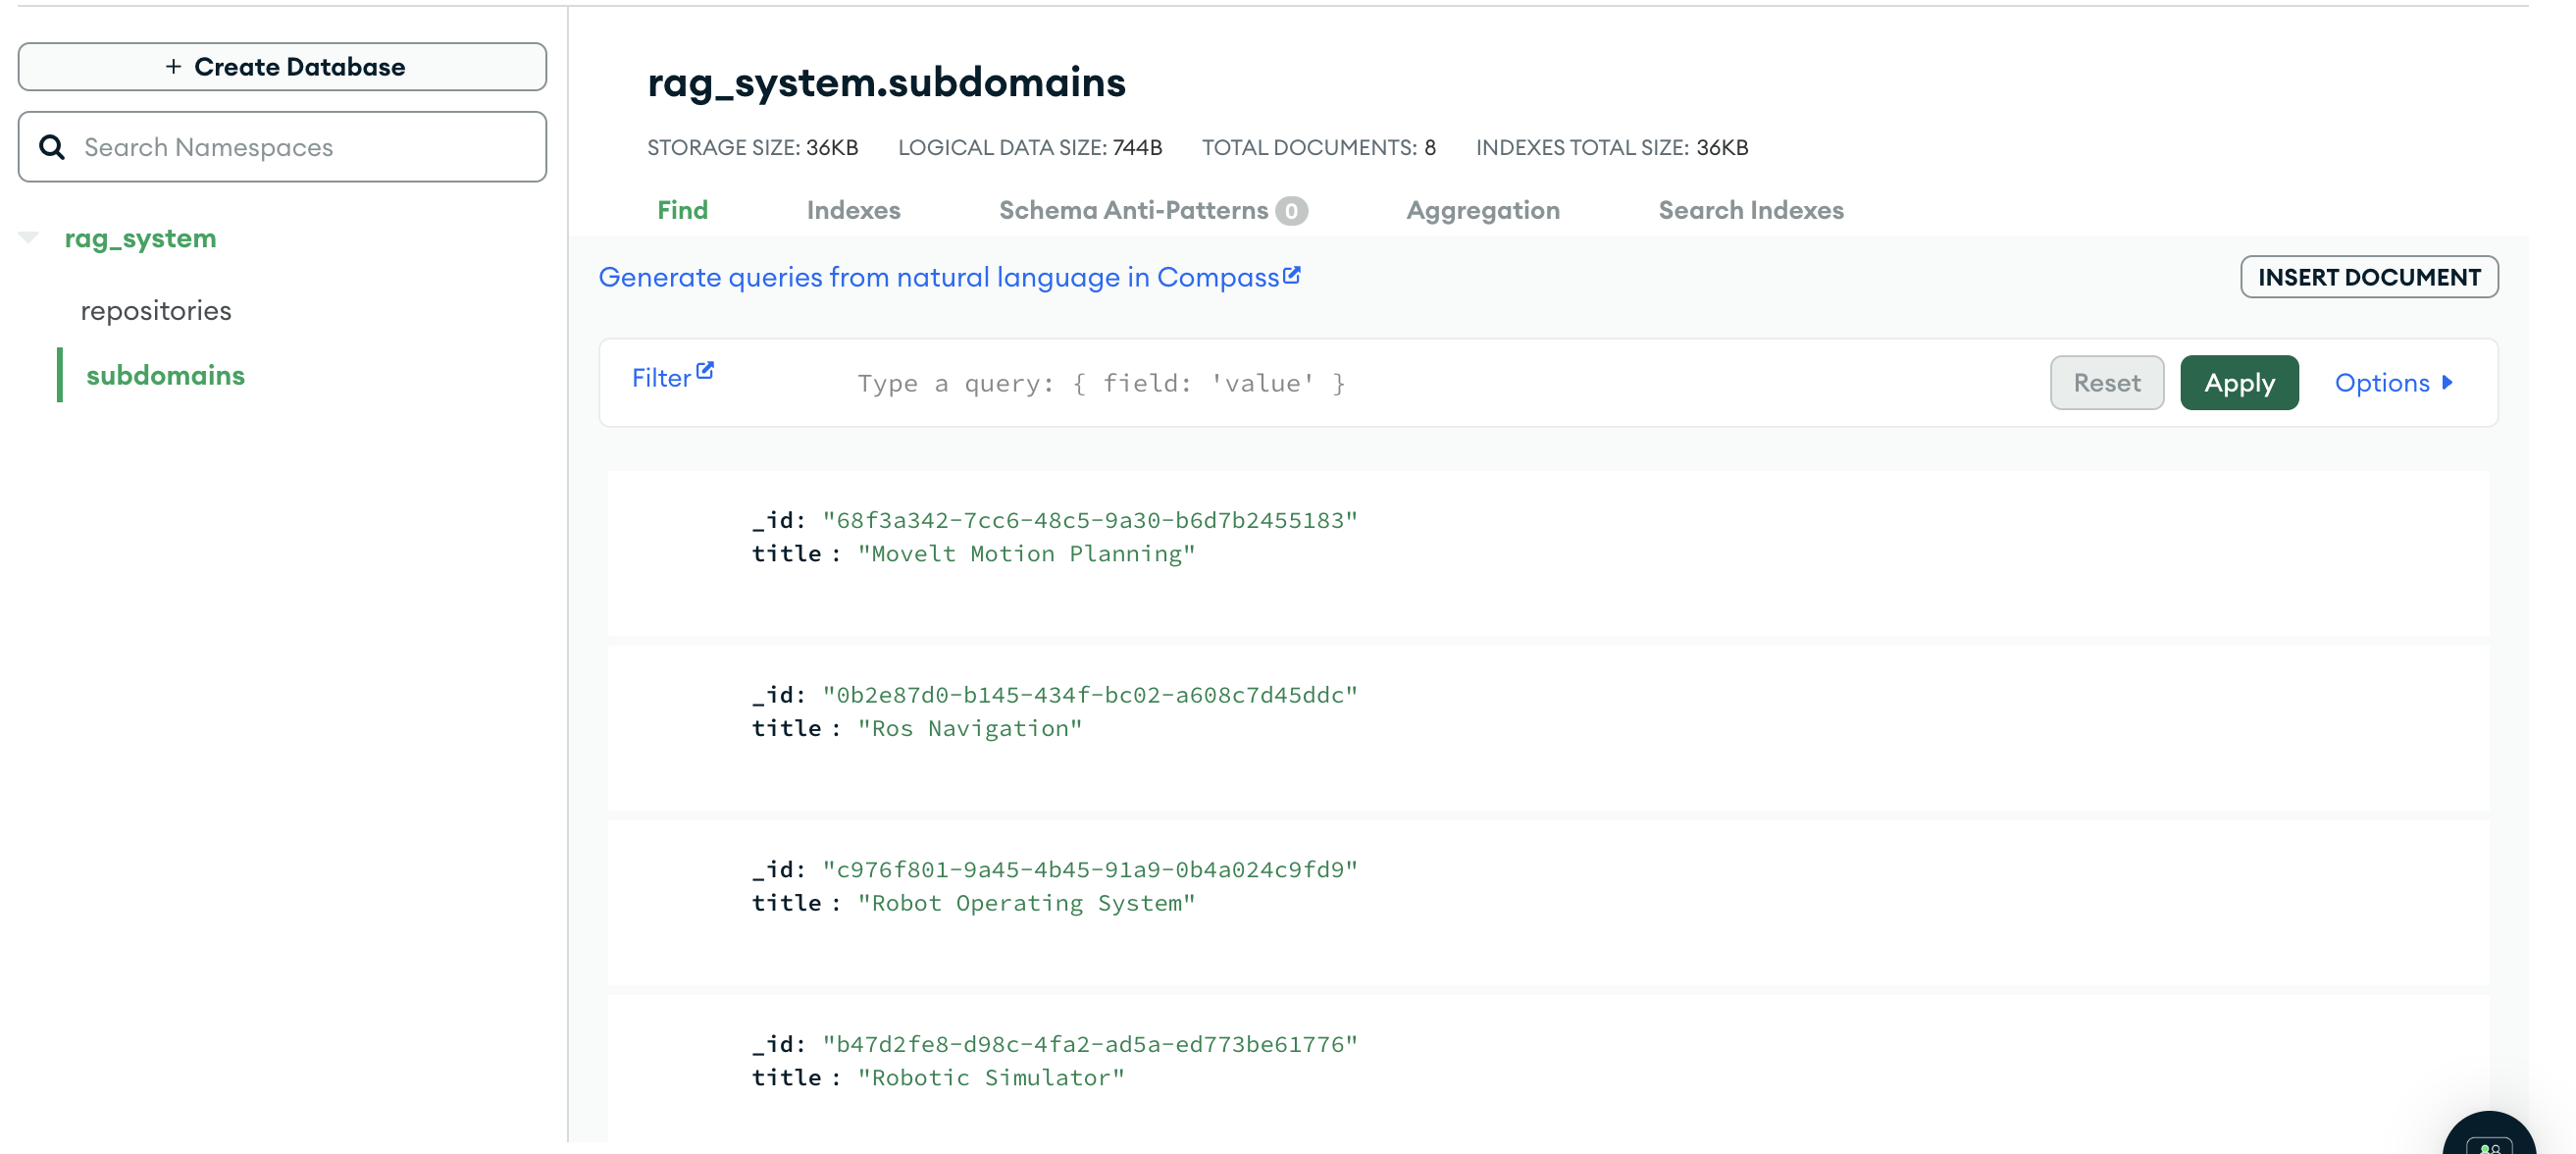 + Create Database
Search Namespaces
rag_system
repositories
subdomains
rag_system.subdomains
STORAGE SIZE: 36KB LOGICAL DATA SIZE: 744B TOTAL DOCUMENTS: 8 INDEXES TOTAL SIZE: 36KB
Find Indexes Schema Anti-Patterns 0 Aggregation Search Indexes
Generate queries from natural language in Compass
INSERT DOCUMENT
Filter Type a query: { field: 'value' } Reset Apply Options
_id: "68f3a342-7cc6-48c5-9a30-b6d7b2455183"
title : "Movelt Motion Planning"
_id: "0b2e87d0-b145-434f-bc02-a608c7d45ddc"
title : "Ros Navigation"
_id: "c976f801-9a45-4b45-91a9-0b4a024c9fd9"
title : "Robot Operating System"
_id: "b47d2fe8-d98c-4fa2-ad5a-ed773be61776"
title : "Robotic Simulator"